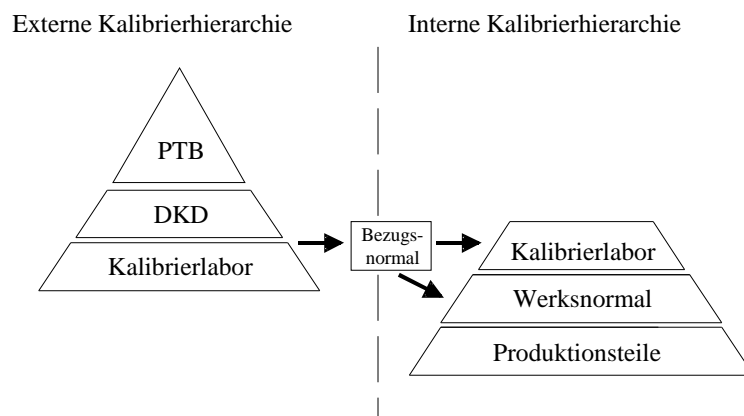 Externe Kalibrierhierarchie
Interne Kalibrierhierarchie
PTB
DKD
Kalibrierlabor
Bezugs-
normal
Kalibrierlabor
Werksnormal
Produktionsteile